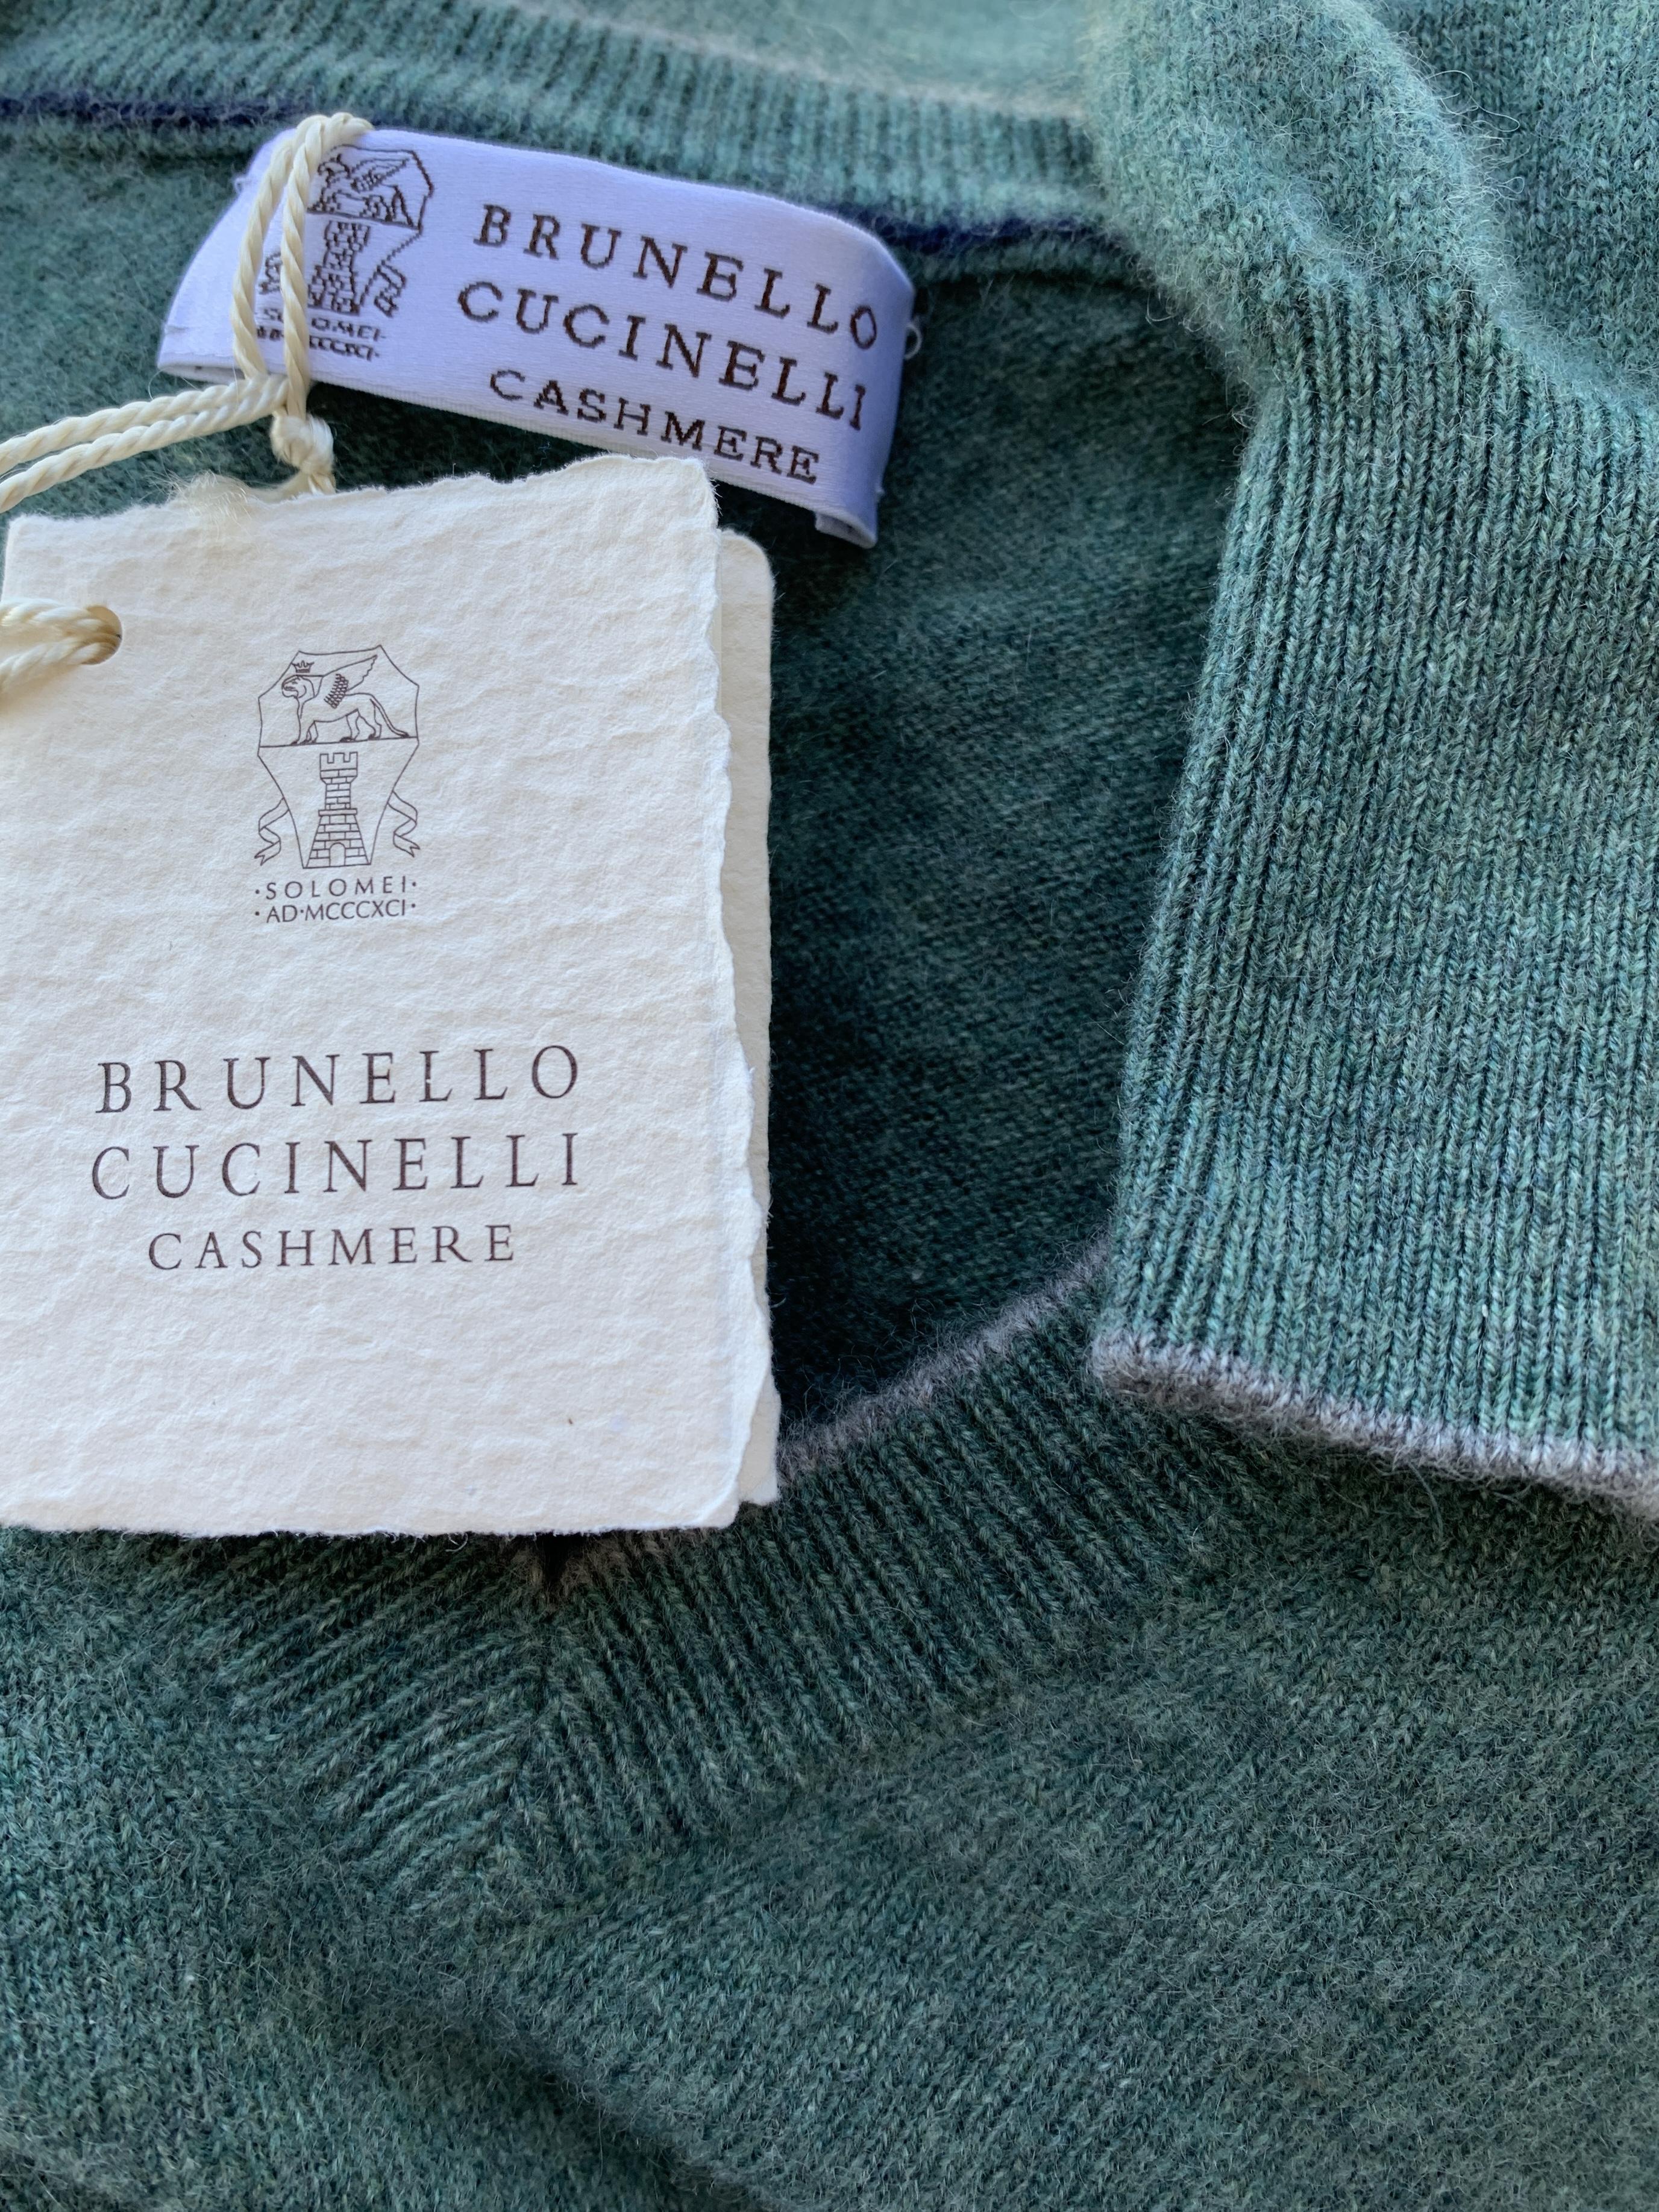 BRUNELLO
CUCINELLI
CASHMERE
·SOLOMEI·
·AD·MCCCXCI·
BRUNELLO
CUCINELLI
CASHMERE